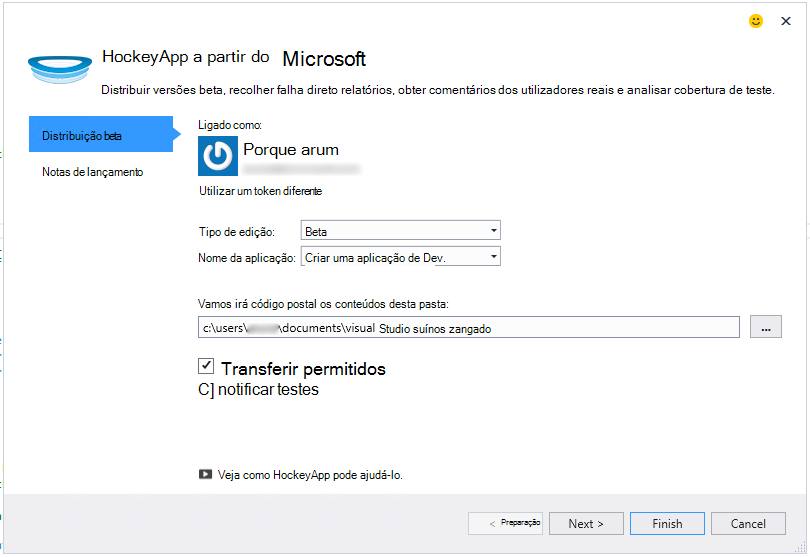 HockeyApp a partir do Microsoft
Distribuir versões beta, recolher falha direto relatórios, obter comentários dos utilizadores reais e analisar cobertura de teste.
Distribuição beta
Notas de lançamento
Ligado como:
Porque arum
Utilizar um token diferente
Tipo de edição: Beta
Nome da aplicação: Criar uma aplicação de Dev.
Vamos irá código postal os conteúdos desta pasta:
c:\users\ \documents\visual Studio suínos zangado
...
Transferir permitidos
C] notificar testes
Veja como HockeyApp pode ajudá-lo.
< Preparação Next > Finish Cancel